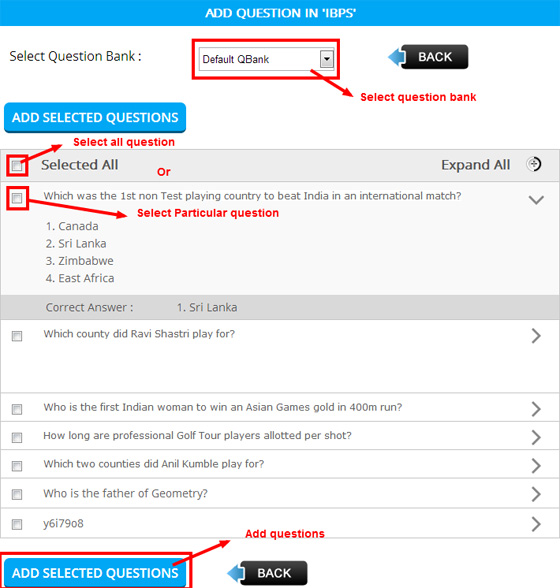 ADD QUESTION IN 'IBPS'
Select Question Bank :
Default QBank
BACK
Select question bank
ADD SELECTED QUESTIONS
Select all question
Selected All
Or
Expand All
Which was the 1st non Test playing country to beat India in an international match?
Select Particular question
1. Canada
2. Sri Lanka
3. Zimbabwe
4. East Africa
Correct Answer :
1. Sri Lanka
Which county did Ravi Shastri play for?
Who is the first Indian woman to win an Asian Games gold in 400m run?
How long are professional Golf Tour players allotted per shot?
Which two counties did Anil Kumble play for?
Who is the father of Geometry?
y6i79o8
Add questions
ADD SELECTED QUESTIONS
BACK